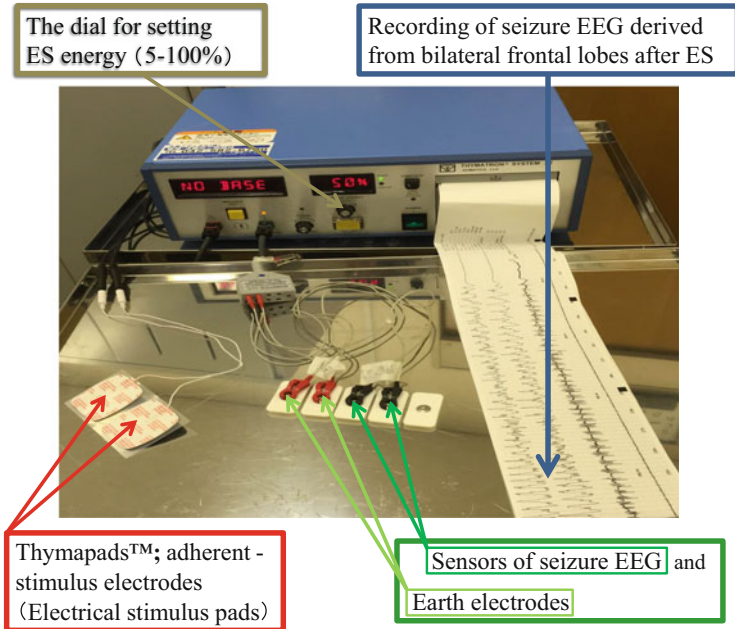 The dial for setting
ES energy（5-100%）
Recording of seizure EEG derived
from bilateral frontal lobes after ES
THYMATRON® SYSTEM
NO BASE
50%
Thymapads™; adherent -
stimulus electrodes
（Electrical stimulus pads）
Sensors of seizure EEG and
Earth electrodes